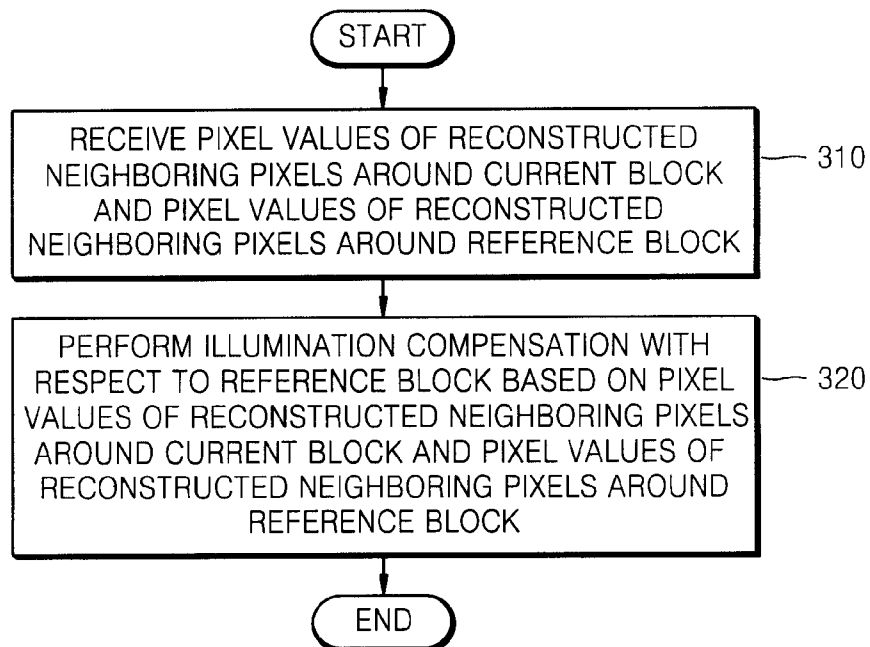 START
RECEIVE PIXEL VALUES OF RECONSTRUCTED
NEIGHBORING PIXELS AROUND CURRENT BLOCK
AND PIXEL VALUES OF RECONSTRUCTED
NEIGHBORING PIXELS AROUND REFERENCE BLOCK
310
PERFORM ILLUMINATION COMPENSATION WITH
RESPECT TO REFERENCE BLOCK BASED ON PIXEL
VALUES OF RECONSTRUCTED NEIGHBORING PIXELS
AROUND CURRENT BLOCK AND PIXEL VALUES OF
RECONSTRUCTED NEIGHBORING PIXELS AROUND
REFERENCE BLOCK
320
END